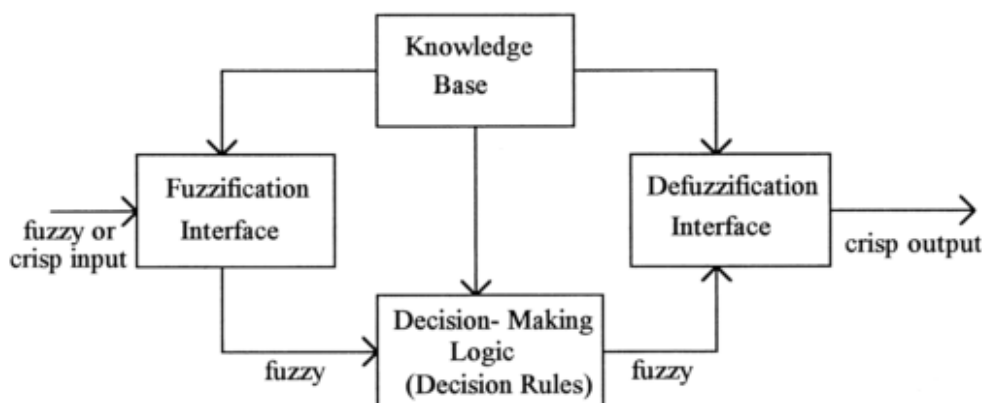 Knowledge
Base
Fuzzification
Interface
Defuzzification
Interface
fuzzy or
crisp input
crisp output
Decision- Making
Logic
(Decision Rules)
fuzzy
fuzzy